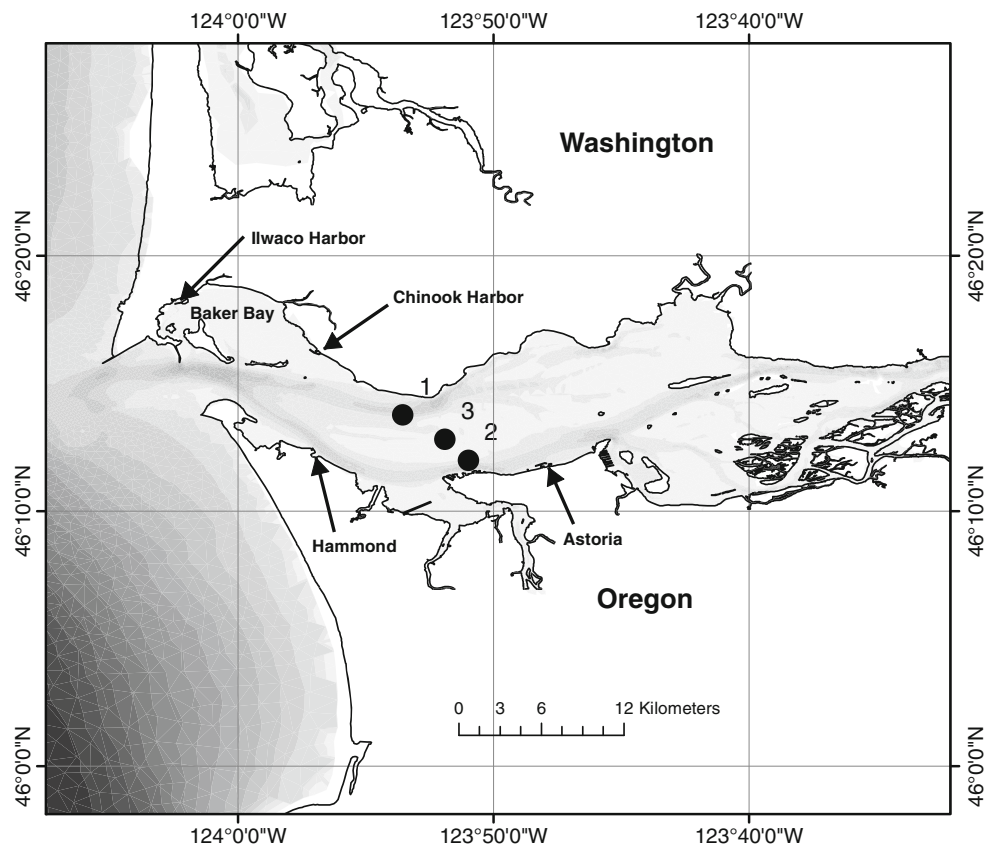 124°0'0"W 123°50'0"W 123°40'0"W
Washington
46°20'0"N
46°20'0"N
Ilwaco Harbor
Chinook Harbor
Baker Bay
1
3
2
46°10'0"N
46°10'0"N
Hammond
Astoria
Oregon
0 3 6 12 Kilometers
46°0'0"N
46°0'0"N
124°0'0"W 123°50'0"W 123°40'0"W